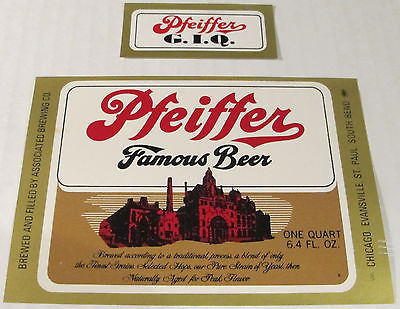 Pfeiffer
G.I.Q.
Pfeiffer
Famous Beer
BREWED AND FILLED BY ASSOCIATED BREWING CO.
CHICAGO EVANSVILLE ST. PAUL SOUTH BEND
ONE QUART
6.4 FL. OZ.
Brewed according to a traditional process, a blend of only
the Finest Grains, Selected Hops, our Pure Strain of Yeast, then
Naturally Aged for Peak Flavor